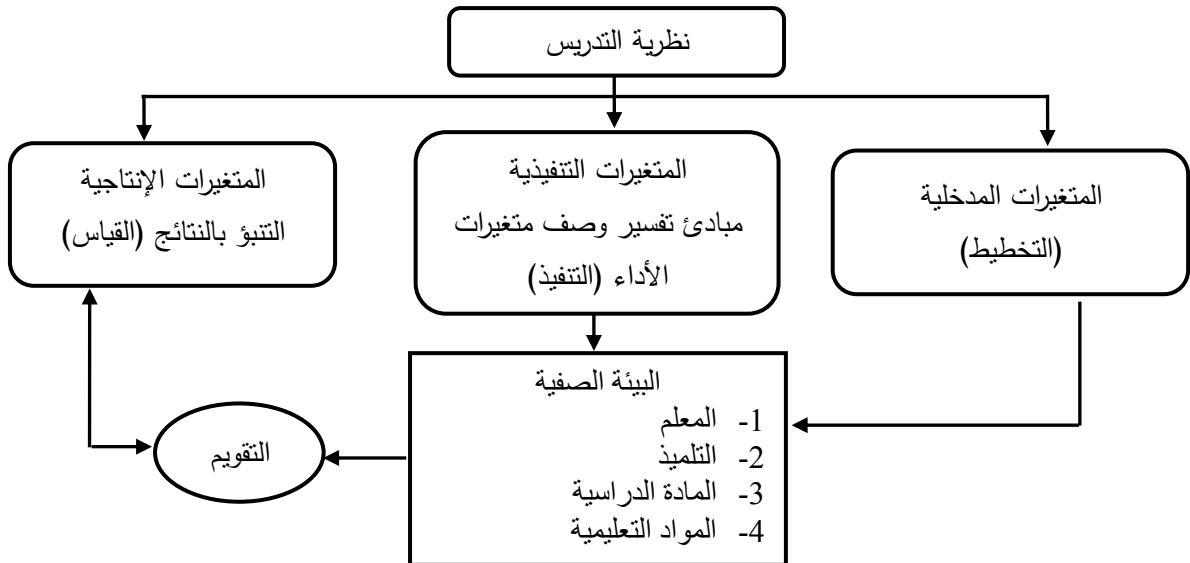 نظرية التدريس
المتغيرات المدخلية
(التخطيط)
المتغيرات التنفيذية
مبادئ تفسير وصف متغيرات
الأداء (التنفيذ)
المتغيرات الإنتاجية
التنبؤ بالنتائج (القياس)
البيئة الصفية
1- المعلم
2- التلميذ
3- المادة الدراسية
4- المواد التعليمية
التقويم